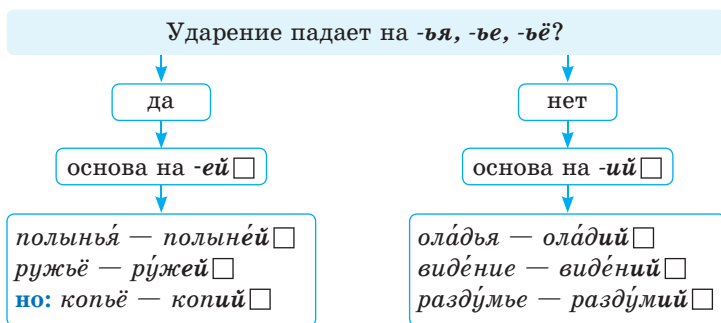 Ударение падает на -ья, -ье, -ьё?
да
нет
основа на -ей□
основа на -ий□
полынья́ — полыне́й□
ружьё — ру́жей□
но: копьё — копий□
ола́дья — ола́дий□
виде́ние — виде́ний□
разду́мье — разду́мий□